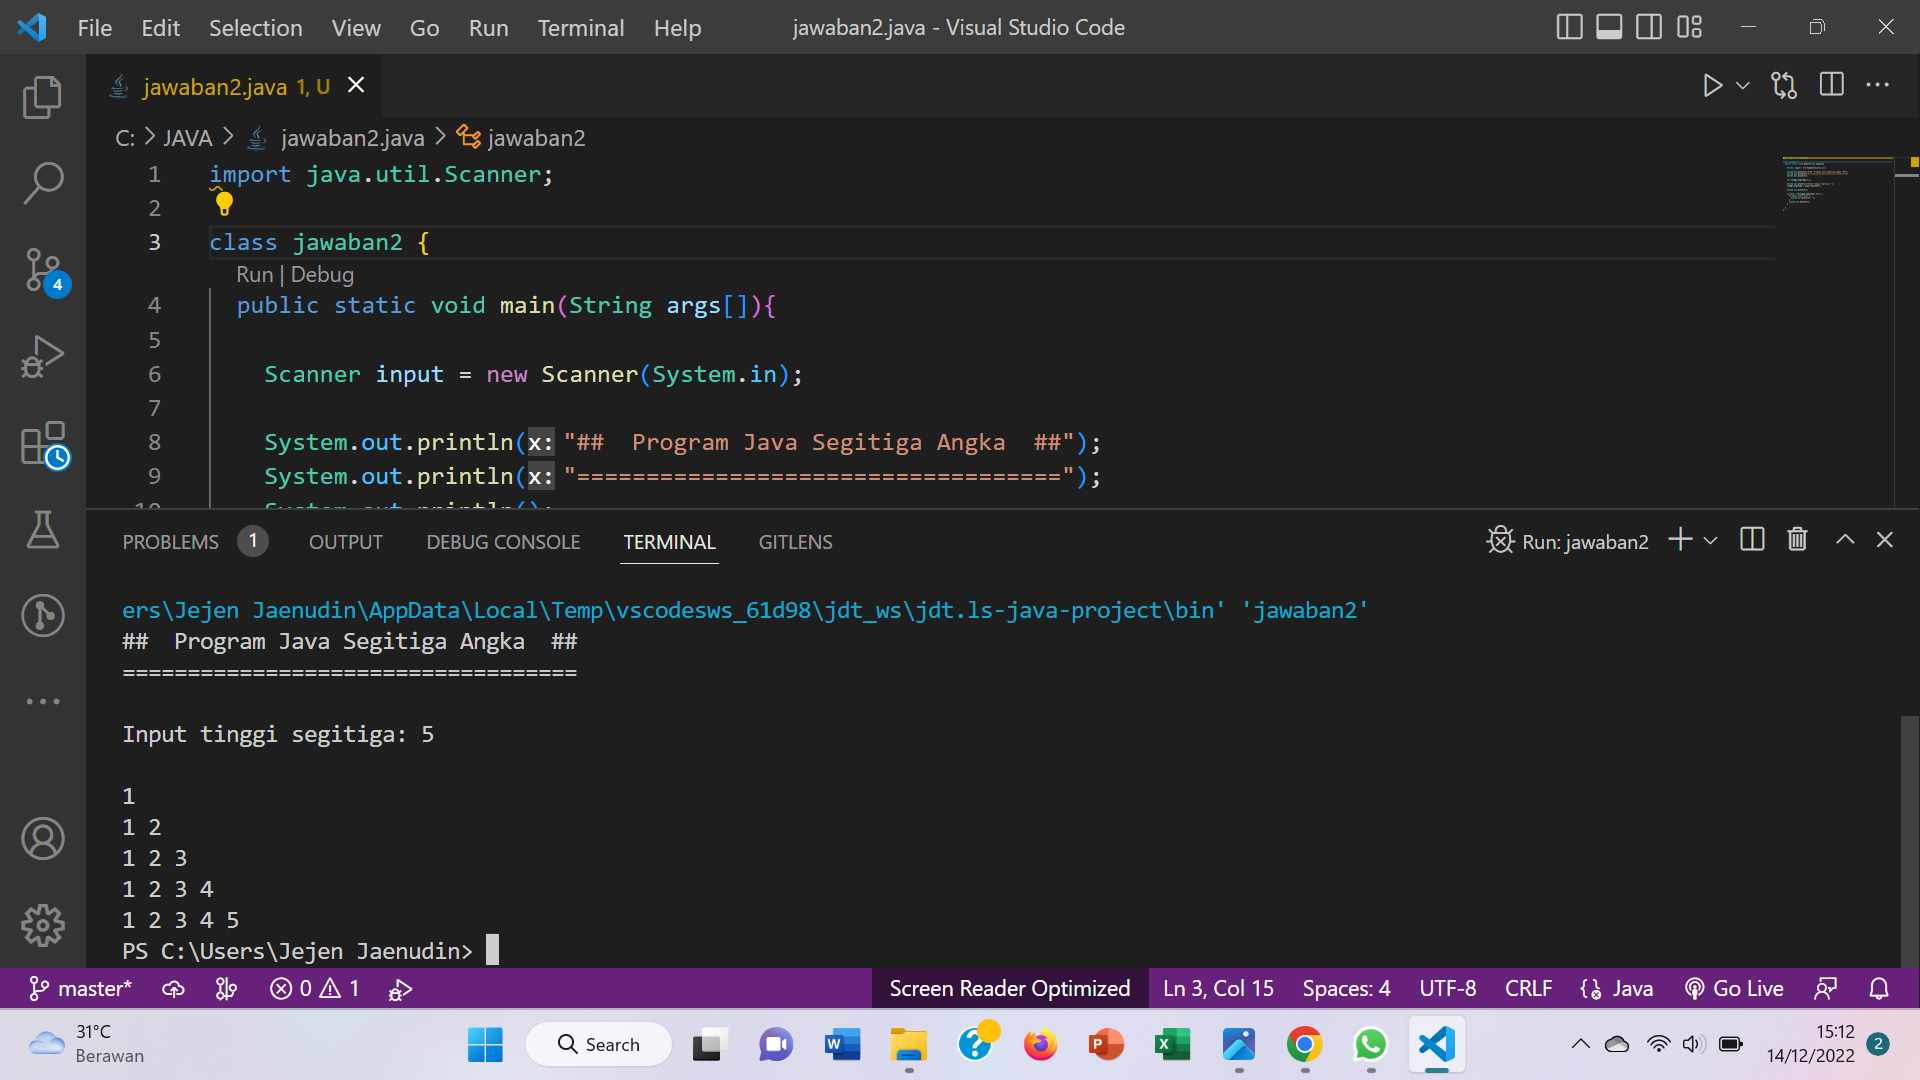 File Edit Selection View Go Run Terminal Help jawaban2.java - Visual Studio Code
jawaban2.java 1, U
C: > JAVA > jawaban2.java > jawaban2
1 import java.util.Scanner;
2
3 class jawaban2 {
Run | Debug
4 public static void main(String args[]){
5
6 Scanner input = new Scanner(System.in);
7
8 System.out.println(x: "##  Program Java Segitiga Angka  ##");
9 System.out.println(x: "===================================");
10 System.out.println();
4
PROBLEMS 1 OUTPUT DEBUG CONSOLE TERMINAL GITLENS Run: jawaban2
ers\Jejen Jaenudin\AppData\Local\Temp\vscodesws_61d98\jdt_ws\jdt.ls-java-project\bin' 'jawaban2'
##  Program Java Segitiga Angka  ##
===================================
Input tinggi segitiga: 5
1
1 2
1 2 3
1 2 3 4
1 2 3 4 5
PS C:\Users\Jejen Jaenudin>
master* 0 1 Screen Reader Optimized Ln 3, Col 15 Spaces: 4 UTF-8 CRLF Java Go Live
31°C
Berawan
Search
15:12
14/12/2022
2